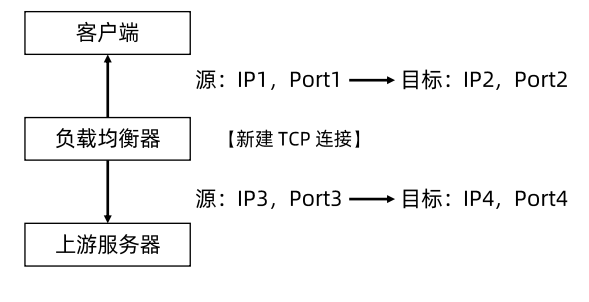 客户端
源：IP1，Port1 → 目标：IP2，Port2
负载均衡器
【新建 TCP 连接】
源：IP3，Port3 → 目标：IP4，Port4
上游服务器